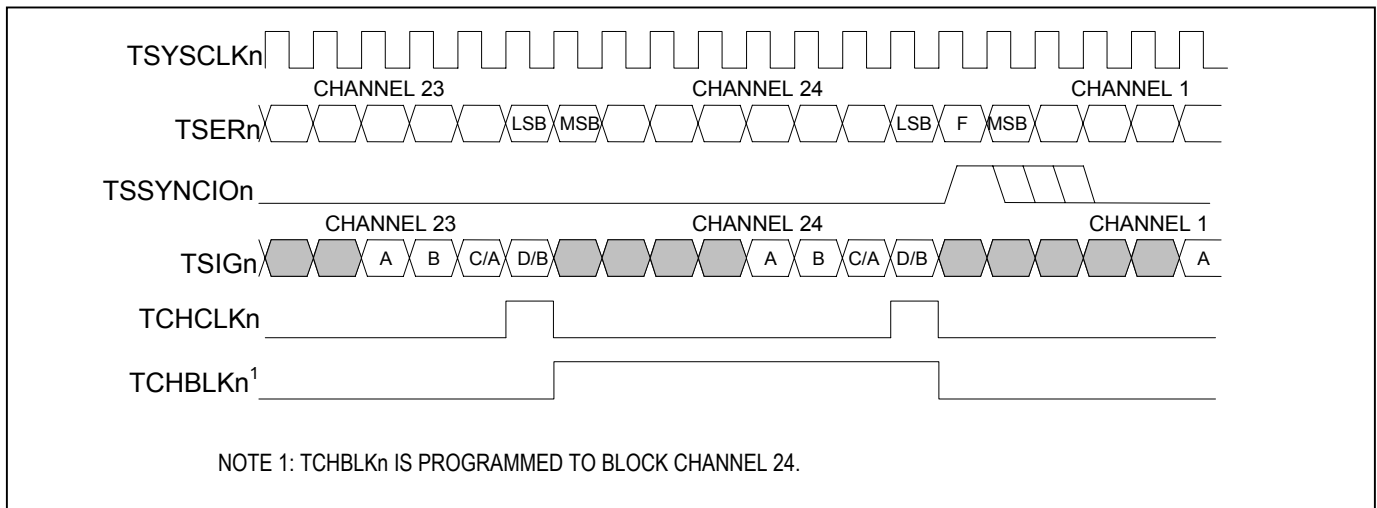 TSYSCLKn
CHANNEL 23 CHANNEL 24 CHANNEL 1
TSERn LSB MSB LSB F MSB
TSSYNCIOn
CHANNEL 23 CHANNEL 24 CHANNEL 1
TSIGn A B C/A D/B A B C/A D/B A
TCHCLKn
TCHBLKn¹
NOTE 1: TCHBLKn IS PROGRAMMED TO BLOCK CHANNEL 24.